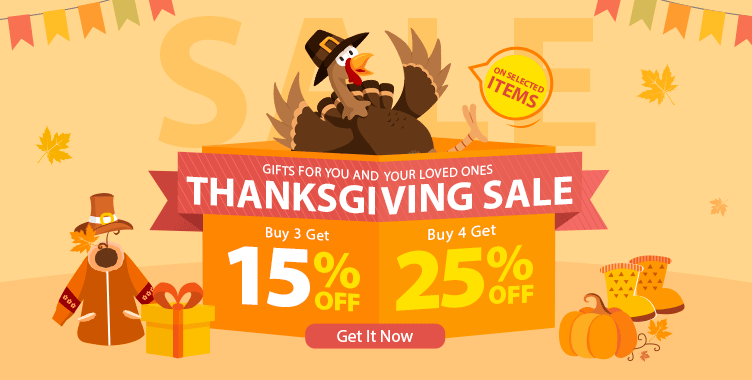 SALE
ON SELECTED
ITEMS
GIFTS FOR YOU AND YOUR LOVED ONES
THANKSGIVING SALE
Buy 3 Get
15% OFF
Buy 4 Get
25% OFF
Get It Now